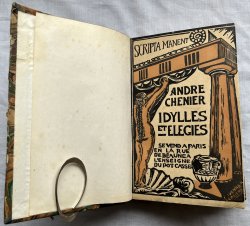 SCRIPTA MANENT
ANDRE
CHENIER
IDYLLES
ET ELEGIES
SE VEND A PARIS
EN LA RUE
DE BEAUNE A
L'ENSEIGNE
DU POT CASSE